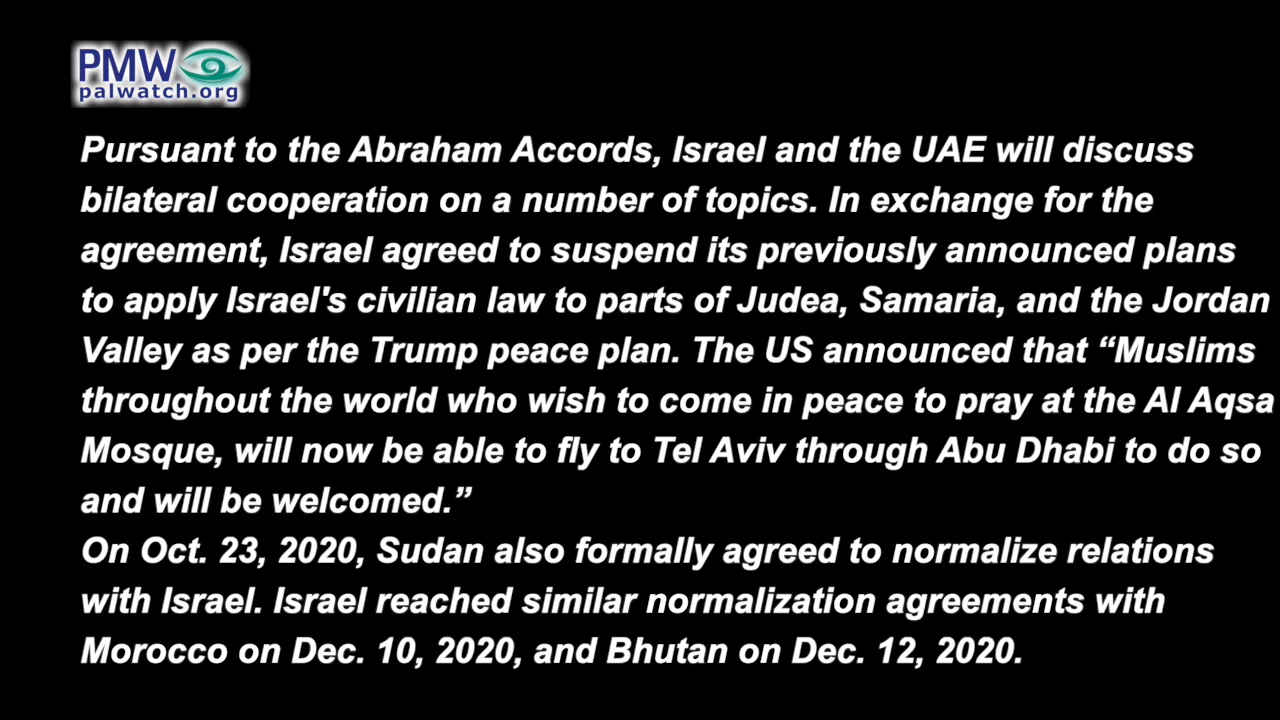 PMW
palwatch.org
Pursuant to the Abraham Accords, Israel and the UAE will discuss
bilateral cooperation on a number of topics. In exchange for the
agreement, Israel agreed to suspend its previously announced plans
to apply Israel's civilian law to parts of Judea, Samaria, and the Jordan
Valley as per the Trump peace plan. The US announced that “Muslims
throughout the world who wish to come in peace to pray at the Al Aqsa
Mosque, will now be able to fly to Tel Aviv through Abu Dhabi to do so
and will be welcomed.”
On Oct. 23, 2020, Sudan also formally agreed to normalize relations
with Israel. Israel reached similar normalization agreements with
Morocco on Dec. 10, 2020, and Bhutan on Dec. 12, 2020.